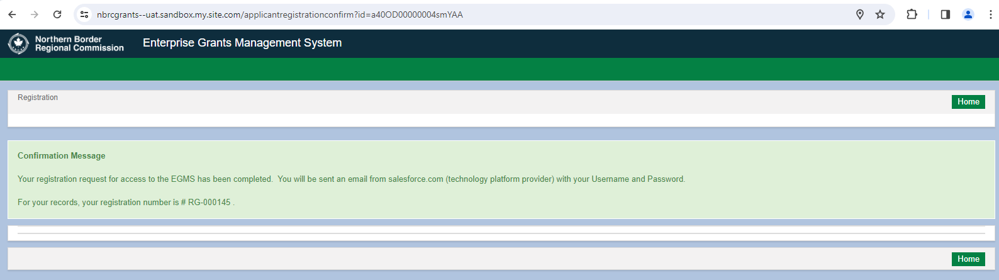 nbrcgrants--uat.sandbox.my.site.com/applicantregistrationconfirm?id=a40OD00000004smYAA
Northern Border
Regional Commission
Enterprise Grants Management System
Registration
Home
Confirmation Message
Your registration request for access to the EGMS has been completed.  You will be sent an email from salesforce.com (technology platform provider) with your Username and Password.
For your records, your registration number is # RG-000145 .
Home